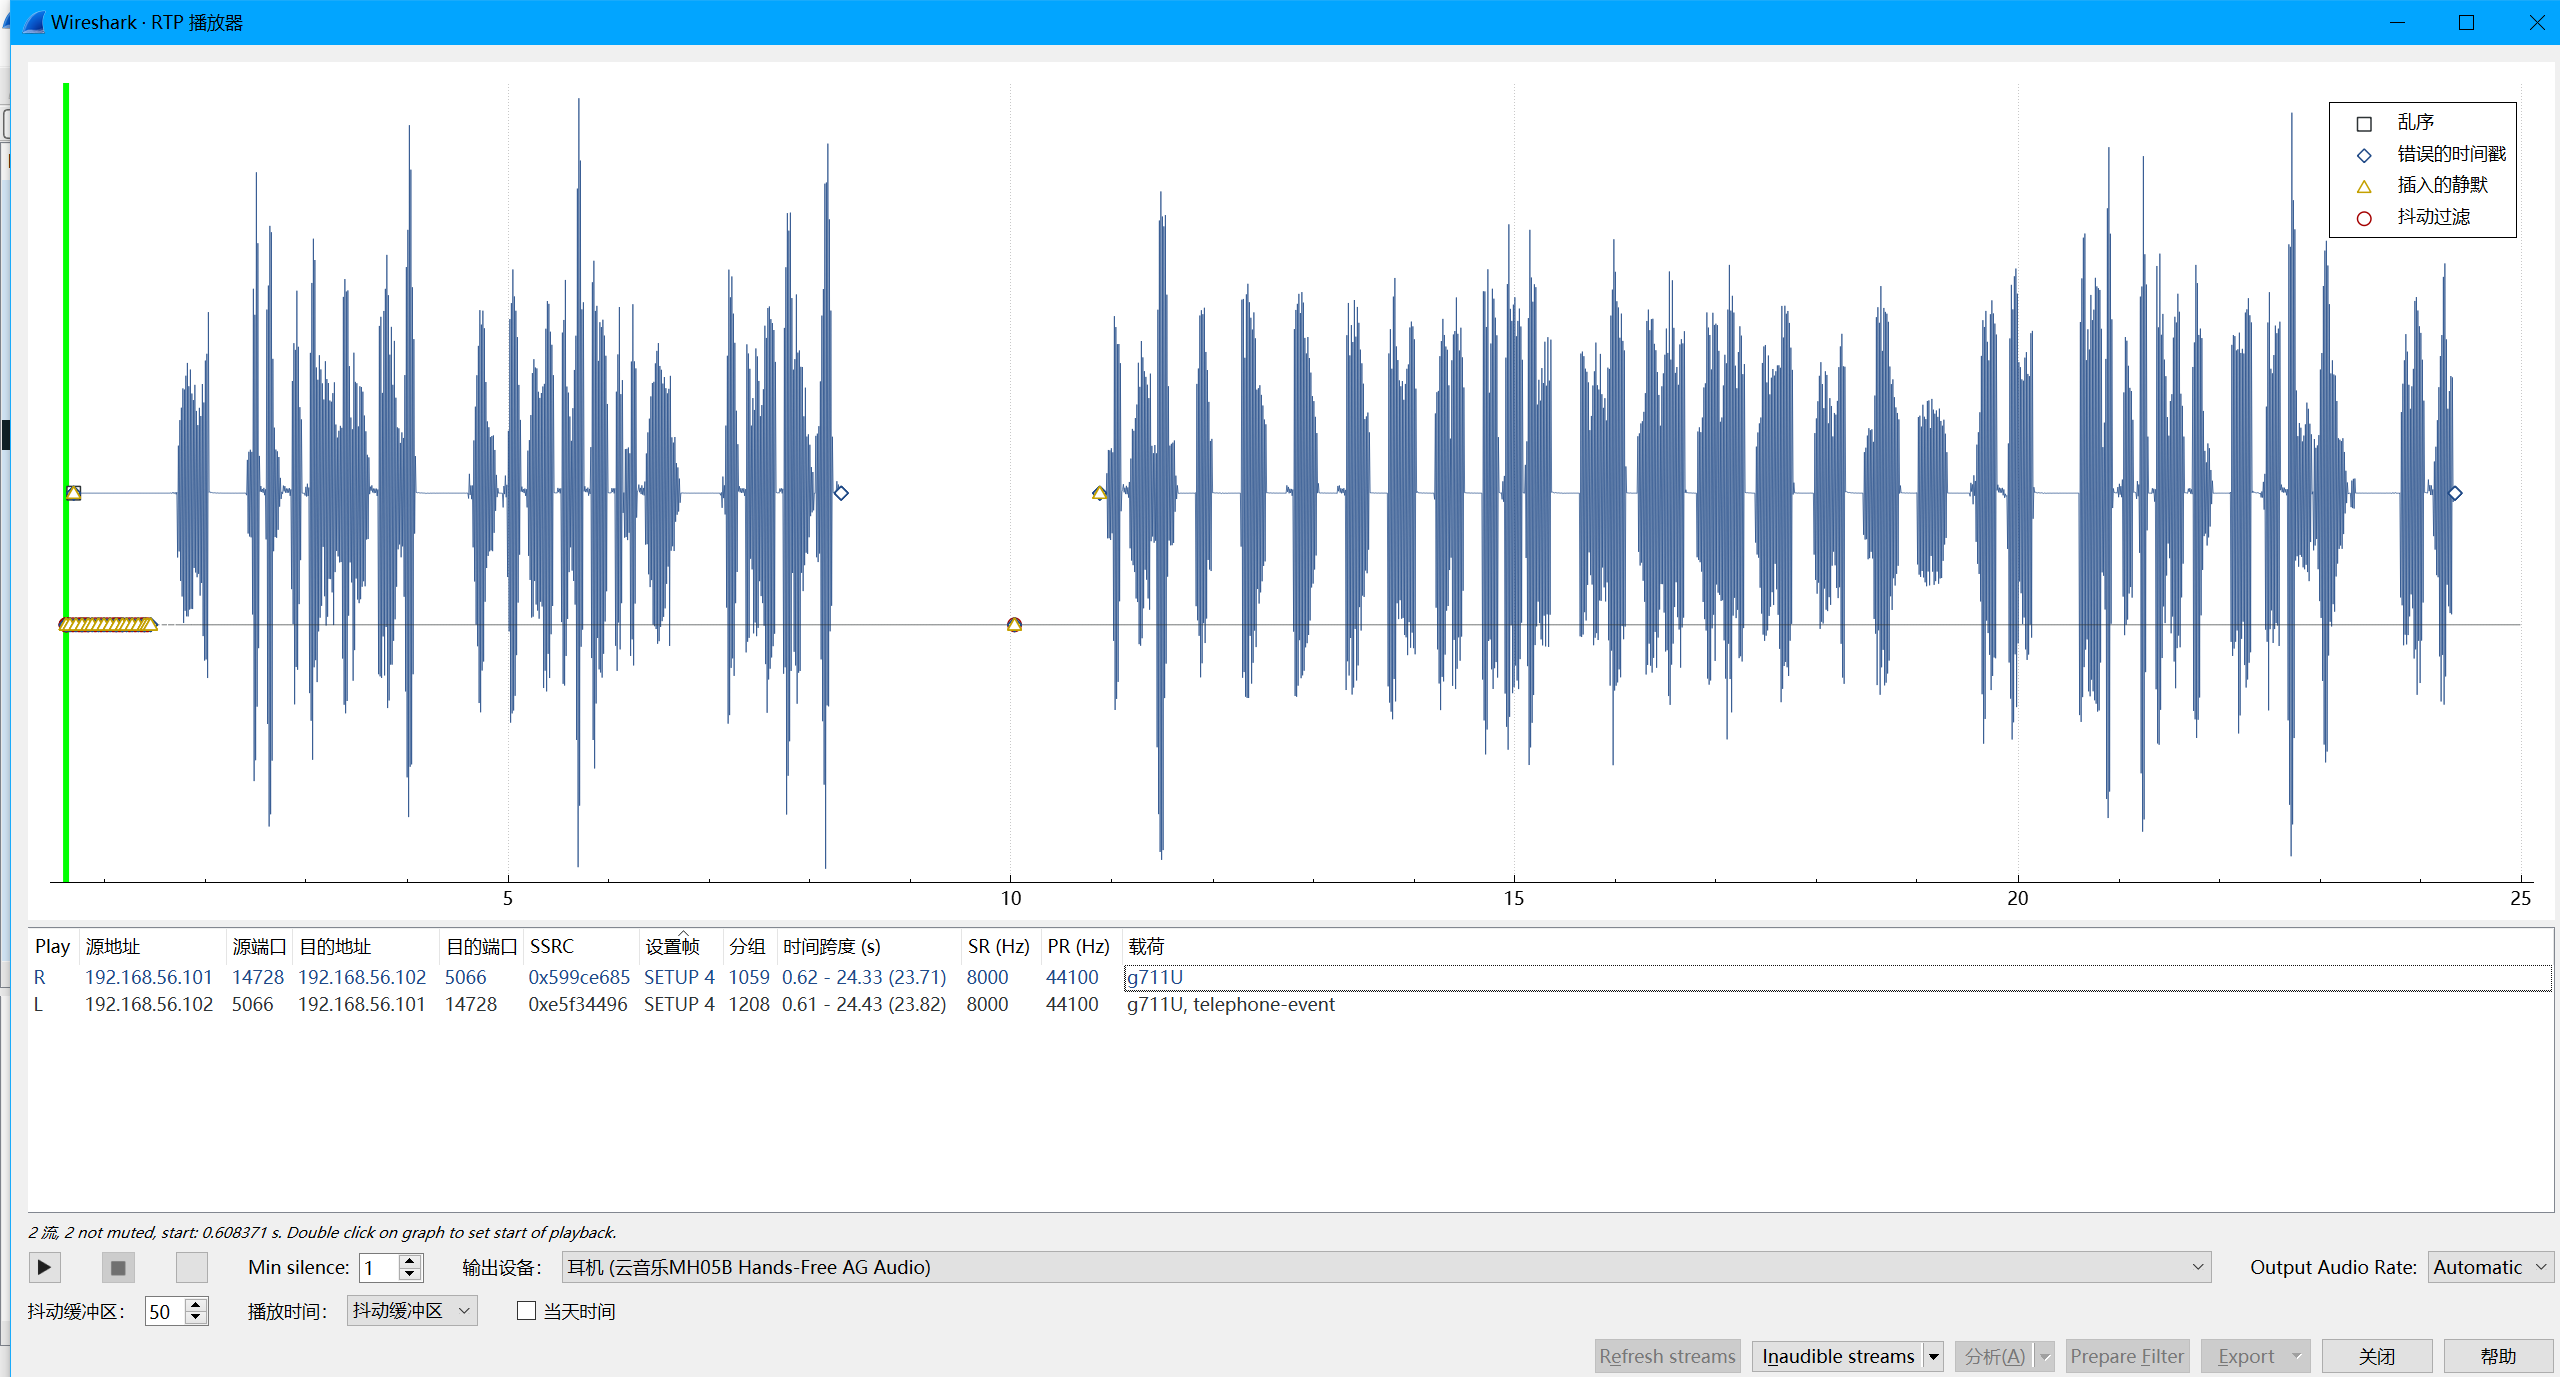 Wireshark · RTP 播放器
乱序
错误的时间戳
插入的静默
抖动过滤
5 10 15 20 25
Play 源地址 源端口 目的地址 目的端口 SSRC 设置帧 分组 时间跨度 (s) SR (Hz) PR (Hz) 载荷
R 192.168.56.101 14728 192.168.56.102 5066 0x599ce685 SETUP 4 1059 0.62 - 24.33 (23.71) 8000 44100 g711U
L 192.168.56.102 5066 192.168.56.101 14728 0xe5f34496 SETUP 4 1208 0.61 - 24.43 (23.82) 8000 44100 g711U, telephone-event
2 流, 2 not muted, start: 0.608371 s. Double click on graph to set start of playback.
Min silence: 1 输出设备: 耳机 (云音乐MH05B Hands-Free AG Audio) Output Audio Rate: Automatic
抖动缓冲区: 50 播放时间: 抖动缓冲区 当天时间
Refresh streams Inaudible streams 分析(A) Prepare Filter Export 关闭 帮助